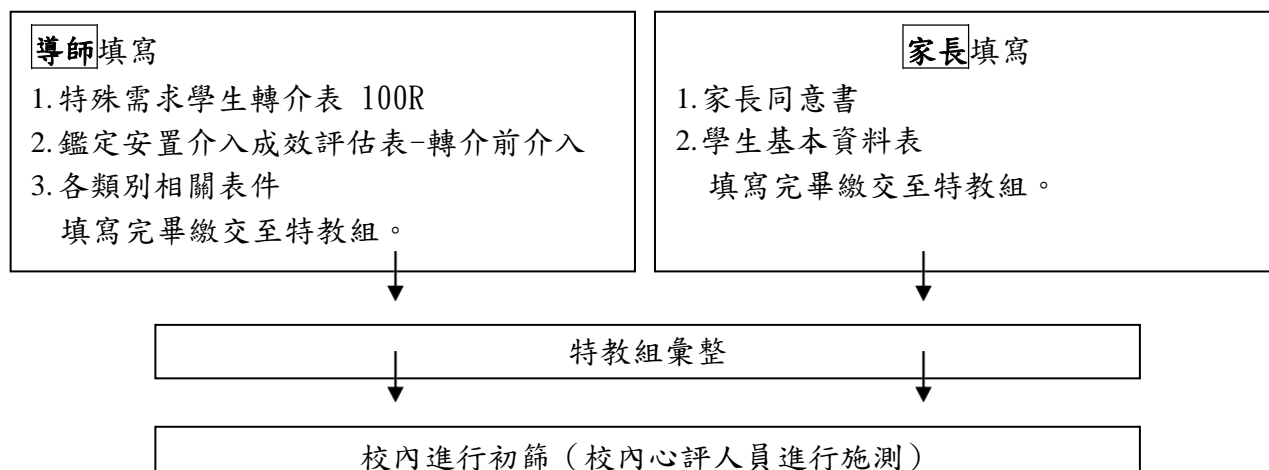 導師填寫
1.特殊需求學生轉介表 100R
2.鑑定安置介入成效評估表-轉介前介入
3.各類別相關表件
填寫完畢繳交至特教組。
家長填寫
1.家長同意書
2.學生基本資料表
填寫完畢繳交至特教組。
特教組彙整
校內進行初篩（校內心評人員進行施測）